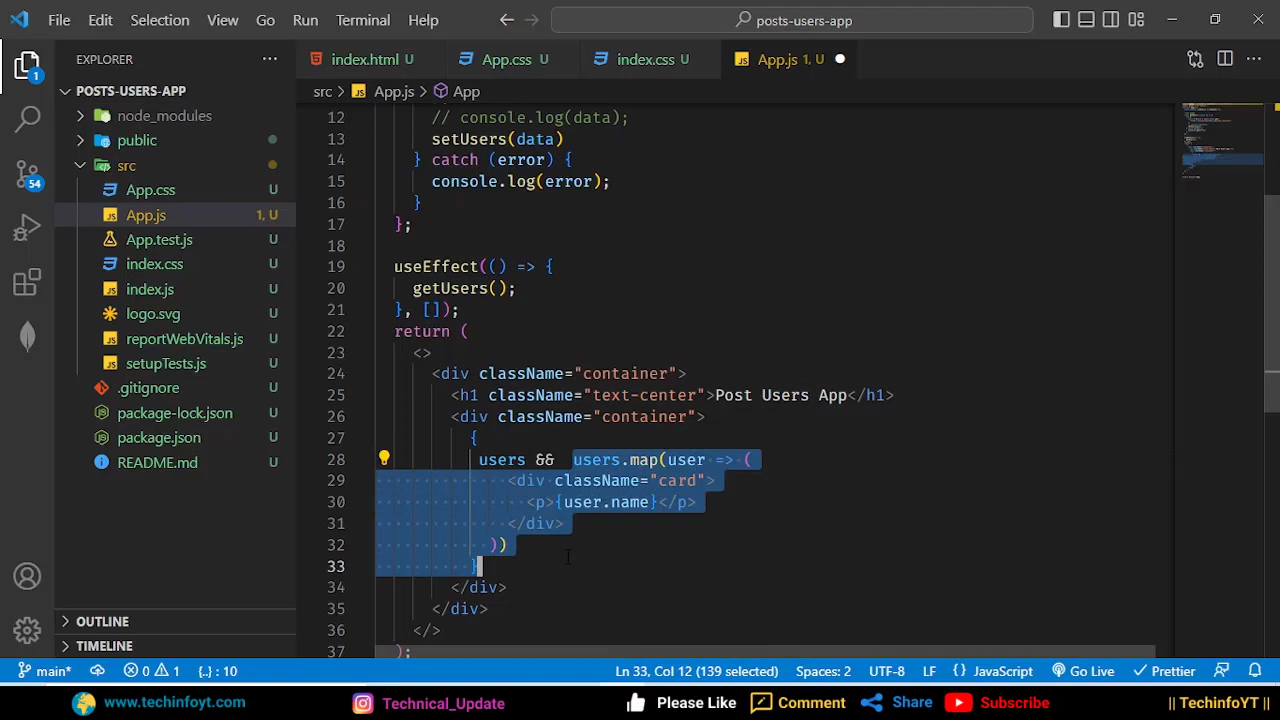 File Edit Selection View Go Run Terminal Help posts-users-app
EXPLORER
index.html U App.css U index.css U App.js 1, U
POSTS-USERS-APP
src > App.js > App
node_modules
public
src
App.css U
App.js 1, U
App.test.js U
index.css U
index.js U
logo.svg U
reportWebVitals.js U
setupTests.js U
.gitignore U
package-lock.json U
package.json U
README.md U
OUTLINE
TIMELINE
1
54
12 // console.log(data);
13 setUsers(data)
14 } catch (error) {
15 console.log(error);
16 }
17 };
18
19 useEffect(() => {
20 getUsers();
21 }, []);
22 return (
23 <>
24 <div className="container">
25 <h1 className="text-center">Post Users App</h1>
26 <div className="container">
27 {
28 users && users.map(user => (
29 <div className="card">
30 <p>{user.name}</p>
31 </div>
32 ))
33 }
34 </div>
35 </div>
36 </>
37 );
main* 0 1 {..} : 10 Ln 33, Col 12 (139 selected) Spaces: 2 UTF-8 LF {} JavaScript Go Live Prettier
www.techinfoyt.com Technical_Update Please Like Comment Share Subscribe || TechinfoYT ||